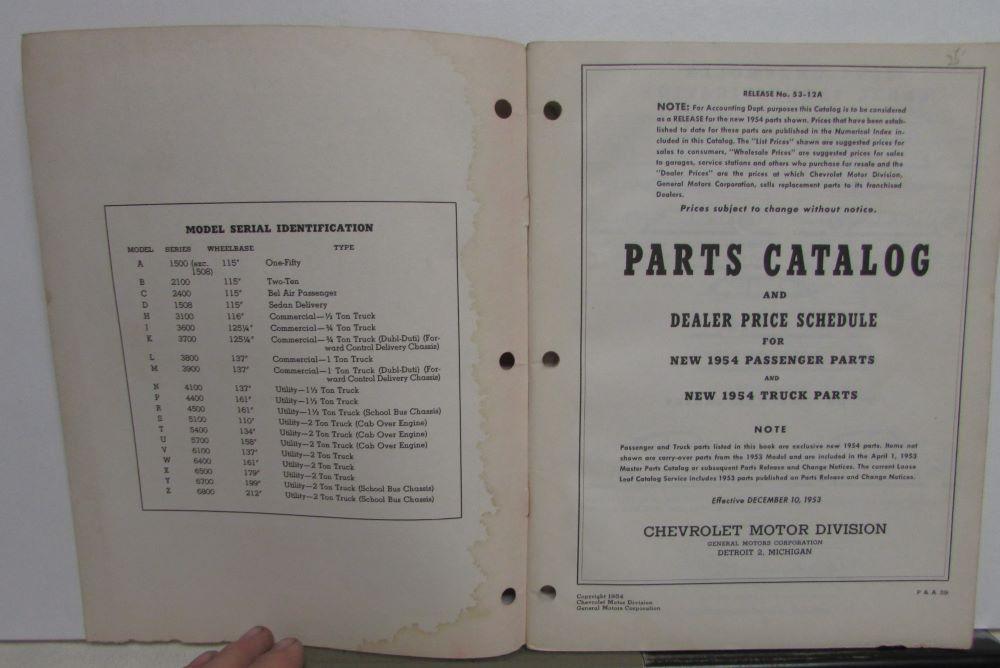 MODEL SERIAL IDENTIFICATION
MODEL SERIES WHEELBASE TYPE
A 1500 (exc. 1508) 115" One-Fifty
B 2100 115" Two-Ten
C 2400 115" Bel Air Passenger
D 1508 115" Sedan Delivery
H 3100 116" Commercial—½ Ton Truck
I 3600 125¼" Commercial—¾ Ton Truck
K 3700 125¼" Commercial—¾ Ton Truck (Dubl-Duti) (For-
ward Control Delivery Chassis)
L 3800 137" Commercial—1 Ton Truck
M 3900 137" Commercial—1 Ton Truck (Dubl-Duti) (For-
ward Control Delivery Chassis)
N 4100 137" Utility—1½ Ton Truck
P 4400 161" Utility—1½ Ton Truck
R 4500 161" Utility—1½ Ton Truck (School Bus Chassis)
S 5100 110" Utility—2 Ton Truck (Cab Over Engine)
T 5400 134" Utility—2 Ton Truck (Cab Over Engine)
U 5700 158" Utility—2 Ton Truck (Cab Over Engine)
V 6100 137" Utility—2 Ton Truck
W 6400 161" Utility—2 Ton Truck
X 6500 179" Utility—2 Ton Truck
Y 6700 199" Utility—2 Ton Truck (School Bus Chassis)
Z 6800 212" Utility—2 Ton Truck (School Bus Chassis)
RELEASE No. 53-12A
NOTE: For Accounting Dept. purposes this Catalog is to be considered
as a RELEASE for the new 1954 parts shown. Prices that have been estab-
lished to date for these parts are published in the Numerical Index in-
cluded in this Catalog. The "List Prices" shown are suggested prices for
sales to consumers, "Wholesale Prices" are suggested prices for sales
to garages, service stations and others who purchase for resale and the
"Dealer Prices" are the prices at which Chevrolet Motor Division,
General Motors Corporation, sells replacement parts to its franchised
Dealers.
Prices subject to change without notice.
PARTS CATALOG
AND
DEALER PRICE SCHEDULE
FOR
NEW 1954 PASSENGER PARTS
AND
NEW 1954 TRUCK PARTS
NOTE
Passenger and Truck parts listed in this book are exclusive new 1954 parts. Items not
shown are carry-over parts from the 1953 Model and are included in the April 1, 1953
Master Parts Catalog or subsequent Parts Release and Change Notices. The current Loose
Leaf Catalog Service includes 1953 parts published on Parts Release and Change Notices.
Effective DECEMBER 10, 1953
CHEVROLET MOTOR DIVISION
GENERAL MOTORS CORPORATION
DETROIT 2, MICHIGAN
Copyright 1954
Chevrolet Motor Division
General Motors Corporation
P & A 39